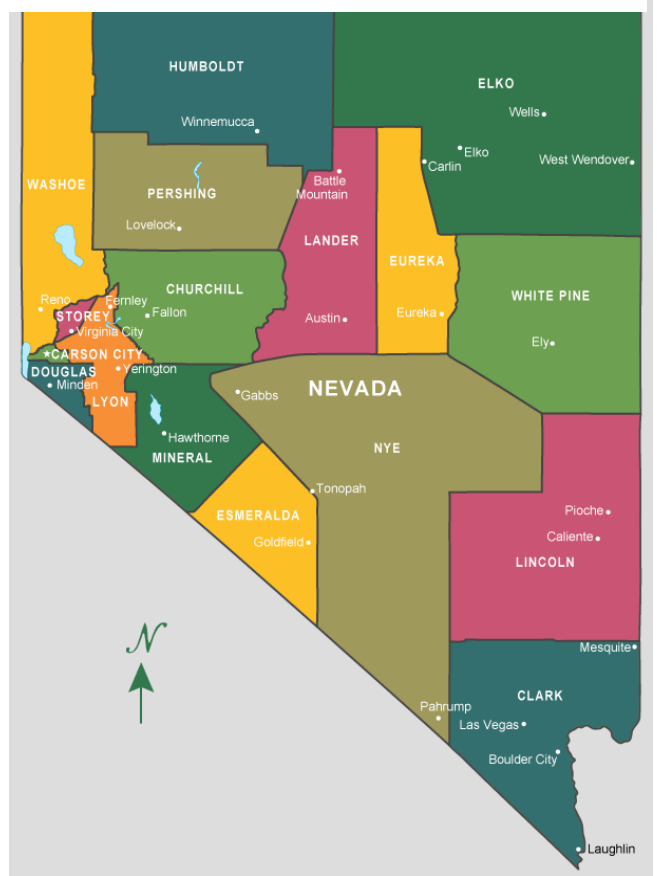 HUMBOLDT
ELKO
Wells
Winnemucca
Elko
Carlin
West Wendover
WASHOE
PERSHING
Battle
Mountain
Lovelock
LANDER
EUREKA
CHURCHILL
WHITE PINE
Reno
Fernley
STOREY
Fallon
Austin
Eureka
Virginia City
CARSON CITY
Ely
DOUGLAS
Yerington
Minden
NEVADA
Gabbs
LYON
Hawthorne
NYE
MINERAL
Tonopah
ESMERALDA
Pioche
Goldfield
Caliente
LINCOLN
N
Mesquite
CLARK
Pahrump
Las Vegas
Boulder City
Laughlin